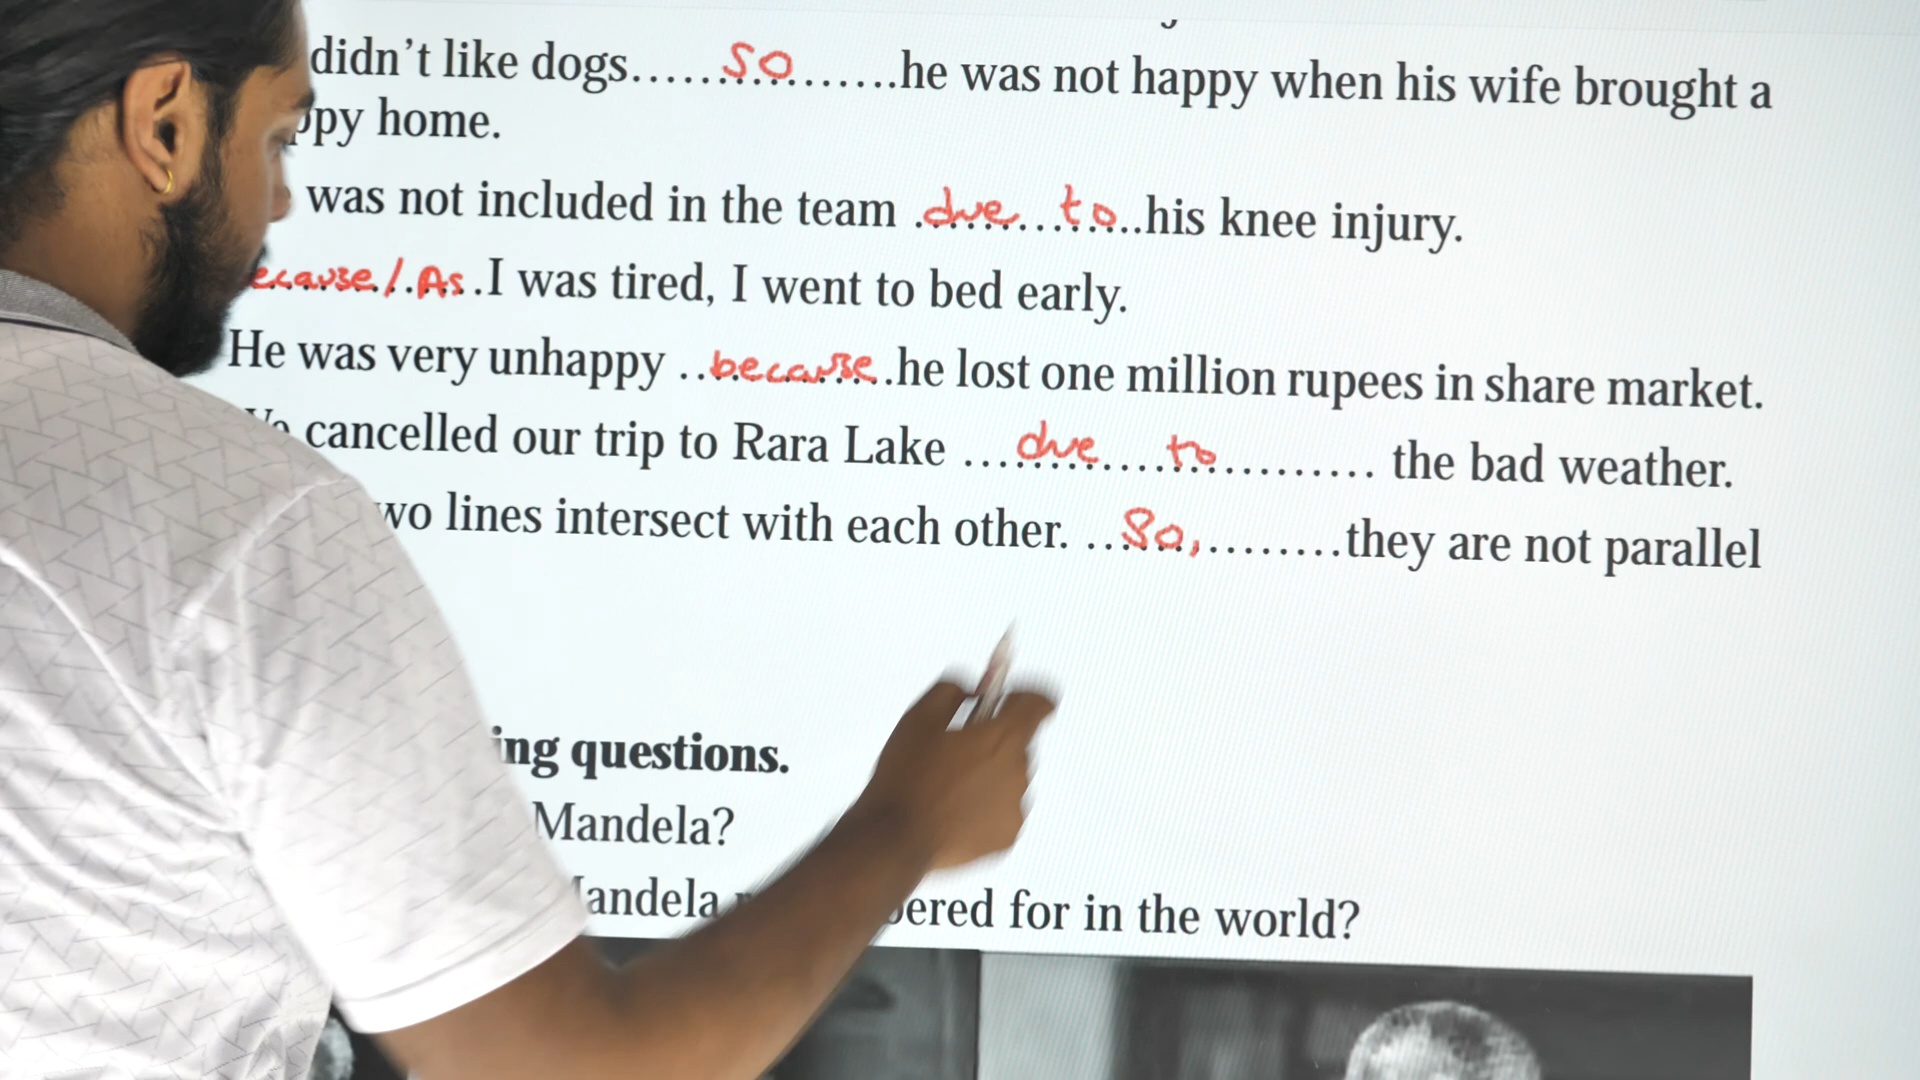 didn't like dogs......so.......he was not happy when his wife brought a
ppy home.
was not included in the team .due..to..his knee injury.
ecause/.As..I was tired, I went to bed early.
He was very unhappy ..because..he lost one million rupees in share market.
cancelled our trip to Rara Lake ....due....to.......... the bad weather.
wo lines intersect with each other. ..So,........they are not parallel
ing questions.
Mandela?
andela bered for in the world?